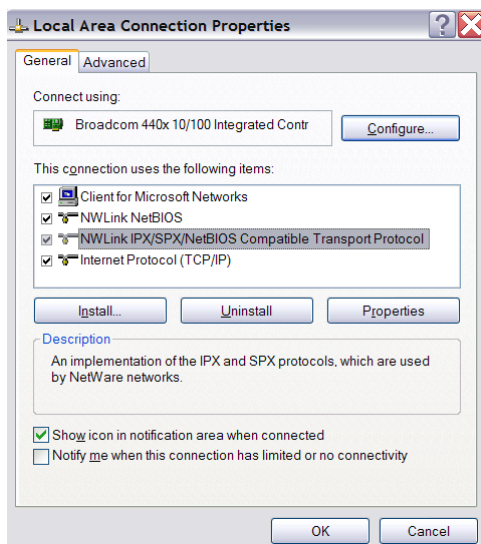 Local Area Connection Properties
General Advanced
Connect using:
Broadcom 440x 10/100 Integrated Contr
Configure...
This connection uses the following items:
Client for Microsoft Networks
NWLink NetBIOS
NWLink IPX/SPX/NetBIOS Compatible Transport Protocol
Internet Protocol (TCP/IP)
Install... Uninstall Properties
Description
An implementation of the IPX and SPX protocols, which are used
by NetWare networks.
Show icon in notification area when connected
Notify me when this connection has limited or no connectivity
OK Cancel